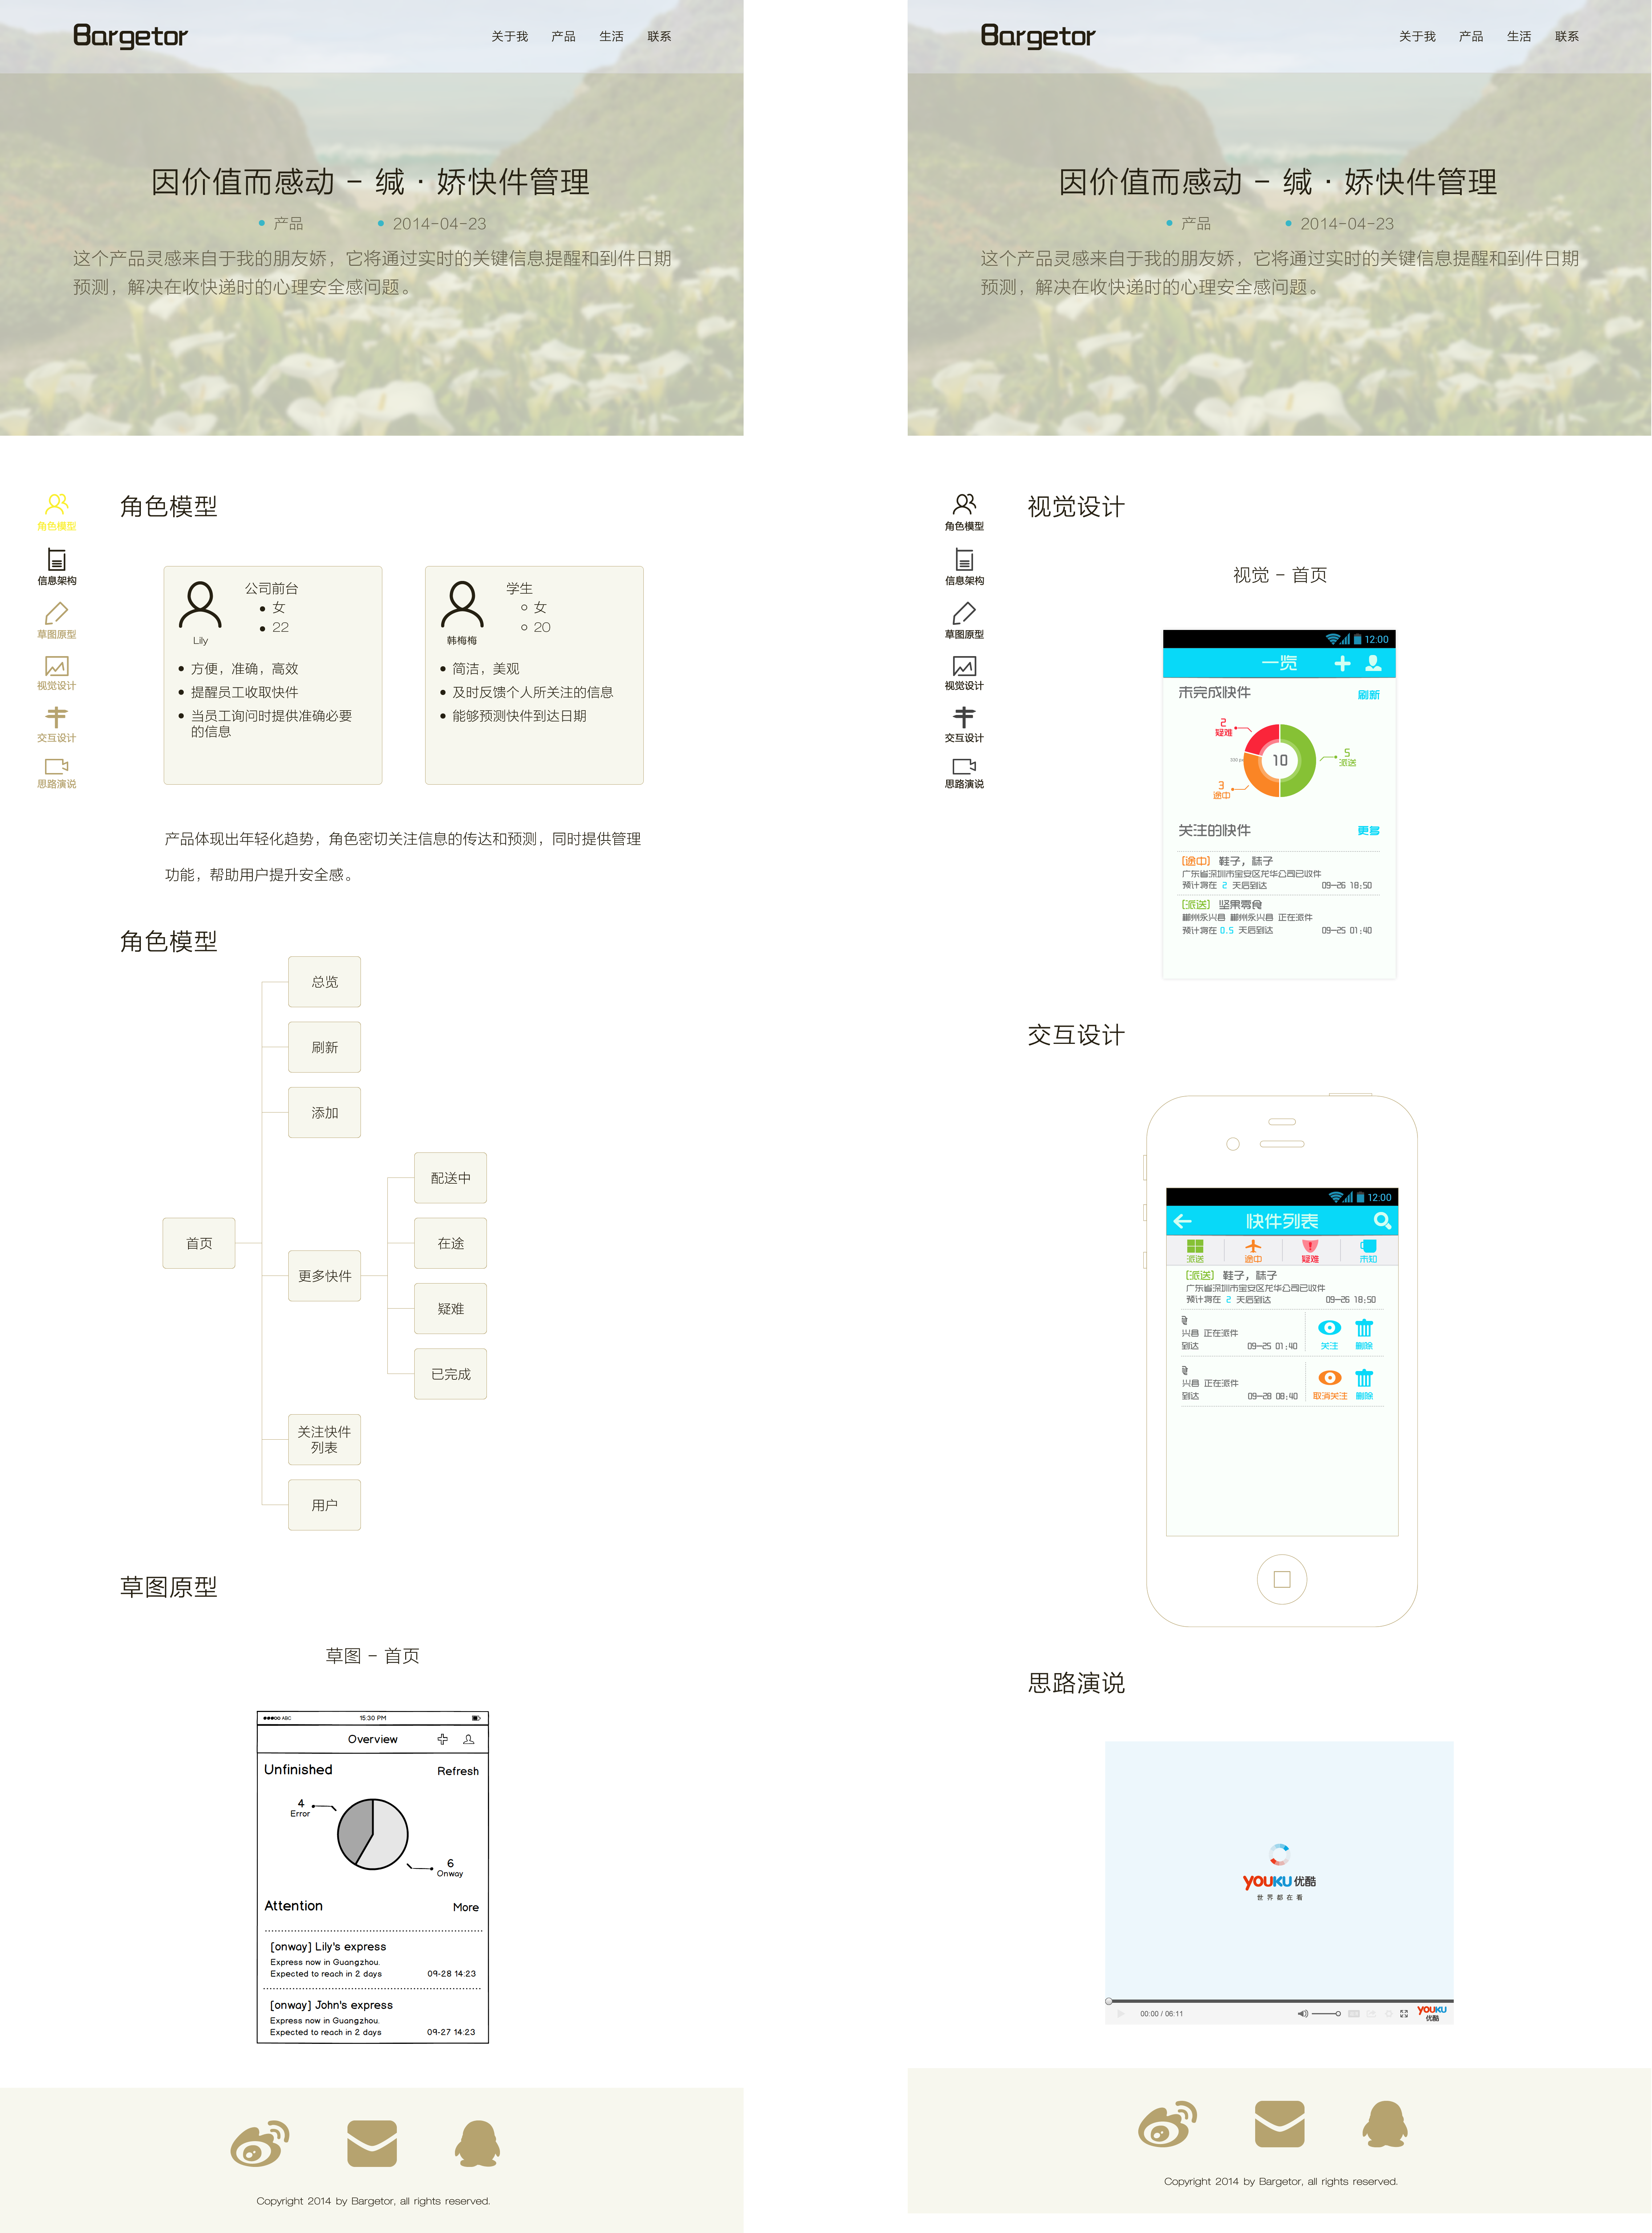 Bargetor
关于我 产品 生活 联系
因价值而感动 - 缄 · 娇快件管理
产品 2014-04-23
这个产品灵感来自于我的朋友娇，它将通过实时的关键信息提醒和到件日期
预测，解决在收快递时的心理安全感问题。
角色模型
信息架构
草图原型
视觉设计
交互设计
思路演说
角色模型
公司前台
女
22
Lily
方便，准确，高效
提醒员工收取快件
当员工询问时提供准确必要
的信息
学生
女
20
韩梅梅
简洁，美观
及时反馈个人所关注的信息
能够预测快件到达日期
产品体现出年轻化趋势，角色密切关注信息的传达和预测，同时提供管理
功能，帮助用户提升安全感。
角色模型
首页
总览
刷新
添加
更多快件
配送中
在途
疑难
已完成
关注快件
列表
用户
草图原型
草图 - 首页
ABC 15:30 PM
Overview
Unfinished Refresh
4
Error
6
Onway
Attention More
[onway] Lily's express
Express now in Guangzhou.
Expected to reach in 2 days 09-28 14:23
[onway] John's express
Express now in Guangzhou.
Expected to reach in 2 days 09-27 14:23
Copyright 2014 by Bargetor, all rights reserved.
Bargetor
关于我 产品 生活 联系
因价值而感动 - 缄 · 娇快件管理
产品 2014-04-23
这个产品灵感来自于我的朋友娇，它将通过实时的关键信息提醒和到件日期
预测，解决在收快递时的心理安全感问题。
角色模型
信息架构
草图原型
视觉设计
交互设计
思路演说
视觉设计
视觉 - 首页
12:00
一览
未完成快件 刷新
2
疑难
10
5
派送
3
途中
关注的快件 更多
[途中] 鞋子，袜子
广东省深圳市宝安区龙华公司已收件
预计将在 2 天后到达 09-26 18:50
[派送] 坚果零食
郴州永兴县 郴州永兴县 正在派件
预计将在 0.5 天后到达 09-25 01:40
交互设计
12:00
快件列表
派送 途中 疑难 未知
[派送] 鞋子，袜子
广东省深圳市宝安区龙华公司已收件
预计将在 2 天后到达 09-26 18:50
兴县 正在派件
到达 09-25 01:40
关注 删除
兴县 正在派件
到达 09-28 08:40
取消关注 删除
思路演说
YOUKU 优酷
世界都在看
00:00 / 06:11
YOUKU
优酷
Copyright 2014 by Bargetor, all rights reserved.